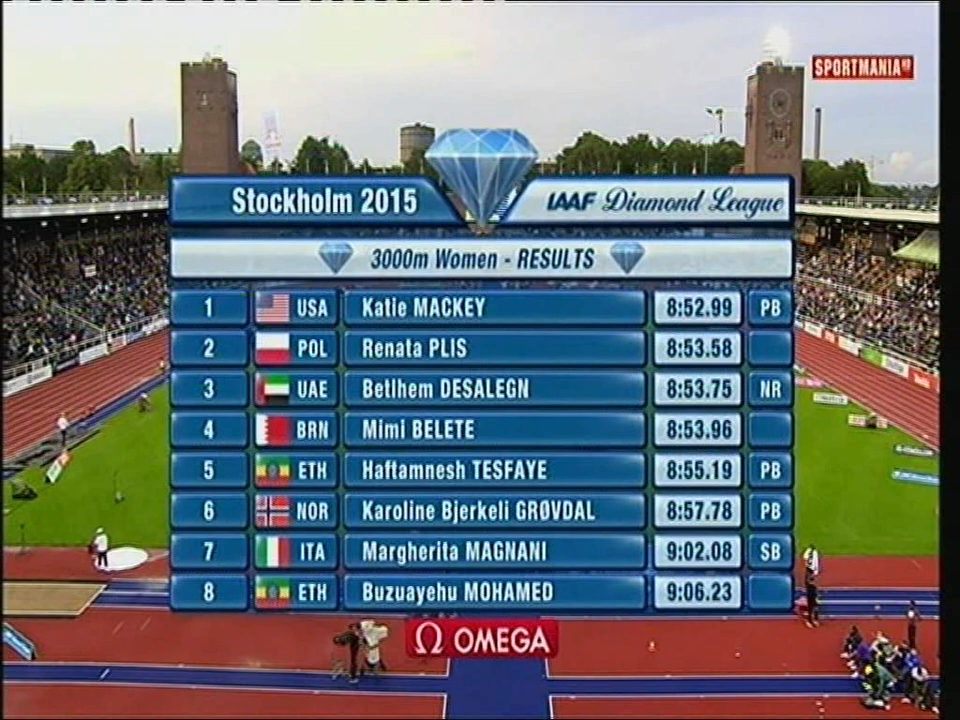 SPORTMANIA HD
Stockholm 2015
IAAF Diamond League
3000m Women - RESULTS
1 USA Katie MACKEY 8:52.99 PB
2 POL Renata PLIS 8:53.58
3 UAE Betlhem DESALEGN 8:53.75 NR
4 BRN Mimi BELETE 8:53.96
5 ETH Haftamnesh TESFAYE 8:55.19 PB
6 NOR Karoline Bjerkeli GRØVDAL 8:57.78 PB
7 ITA Margherita MAGNANI 9:02.08 SB
8 ETH Buzuayehu MOHAMED 9:06.23
Ω OMEGA